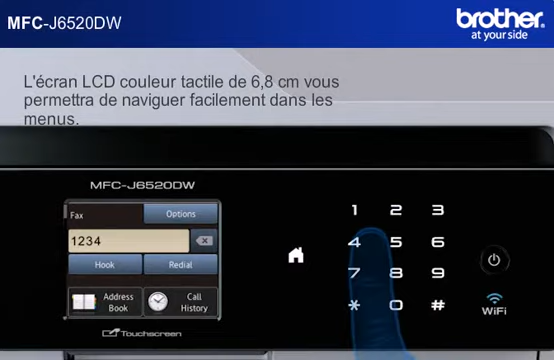 MFC-J6520DW
brother
at your side
L'écran LCD couleur tactile de 6,8 cm vous
permettra de naviguer facilement dans les
menus.
MFC-J6520DW
Fax
Options
1234
Hook
Redial
Address
Book
Call
History
Touchscreen
1 2 3
4 5 6
7 8 9
* 0 #
WiFi